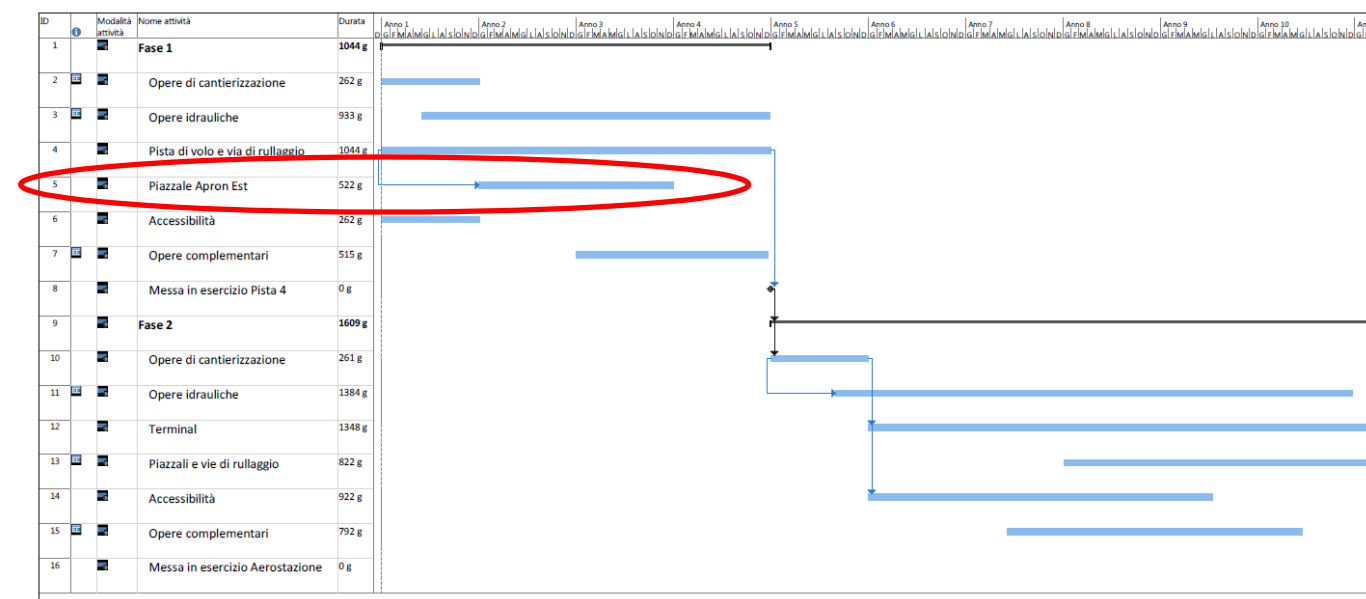 ID Modalità attività Nome attività Durata Anno 1 Anno 2 Anno 3 Anno 4 Anno 5 Anno 6 Anno 7 Anno 8 Anno 9 Anno 10
D G F M A M G L A S O N D G F M A M G L A S O N D G F M A M G L A S O N D G F M A M G L A S O N D G F M A M G L A S O N D G F M A M G L A S O N D G F M A M G L A S O N D G F M A M G L A S O N D G F M A M G L A S O N D G F M A M G L A S O N D G
1 Fase 1 1044 g
2 Opere di cantierizzazione 262 g
3 Opere idrauliche 933 g
4 Pista di volo e via di rullaggio 1044 g
5 Piazzale Apron Est 522 g
6 Accessibilità 262 g
7 Opere complementari 515 g
8 Messa in esercizio Pista 4 0 g
9 Fase 2 1609 g
10 Opere di cantierizzazione 261 g
11 Opere idrauliche 1384 g
12 Terminal 1348 g
13 Piazzali e vie di rullaggio 822 g
14 Accessibilità 922 g
15 Opere complementari 792 g
16 Messa in esercizio Aerostazione 0 g